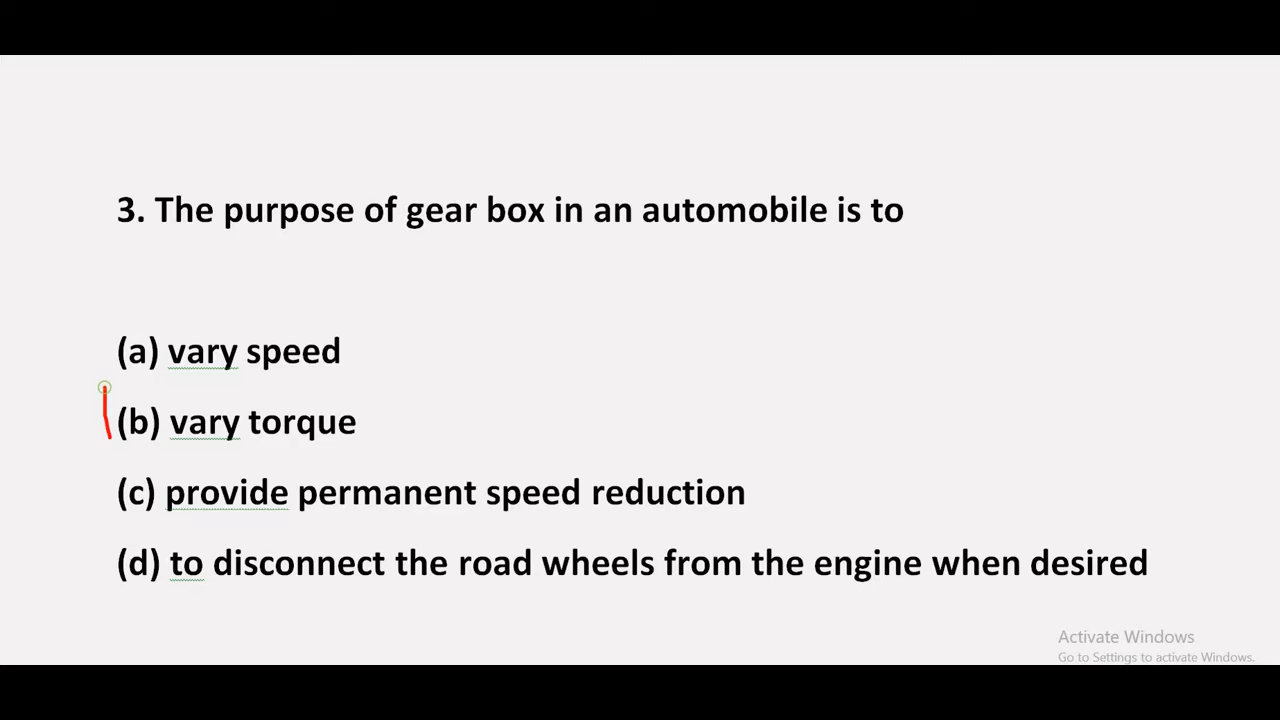 3. The purpose of gear box in an automobile is to
(a) vary speed
(b) vary torque
(c) provide permanent speed reduction
(d) to disconnect the road wheels from the engine when desired
Activate Windows
Go to Settings to activate Windows.